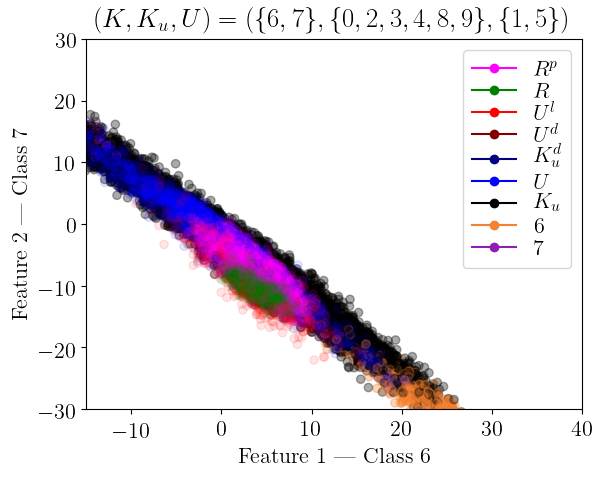 (K, K_u, U) = ({6, 7}, {0, 2, 3, 4, 8, 9}, {1, 5})
30
20
10
0
−10
−20
−30
Feature 2 — Class 7
R^p
R
U^l
U^d
K_u^d
U
K_u
6
7
−10
0
10
20
30
40
Feature 1 — Class 6